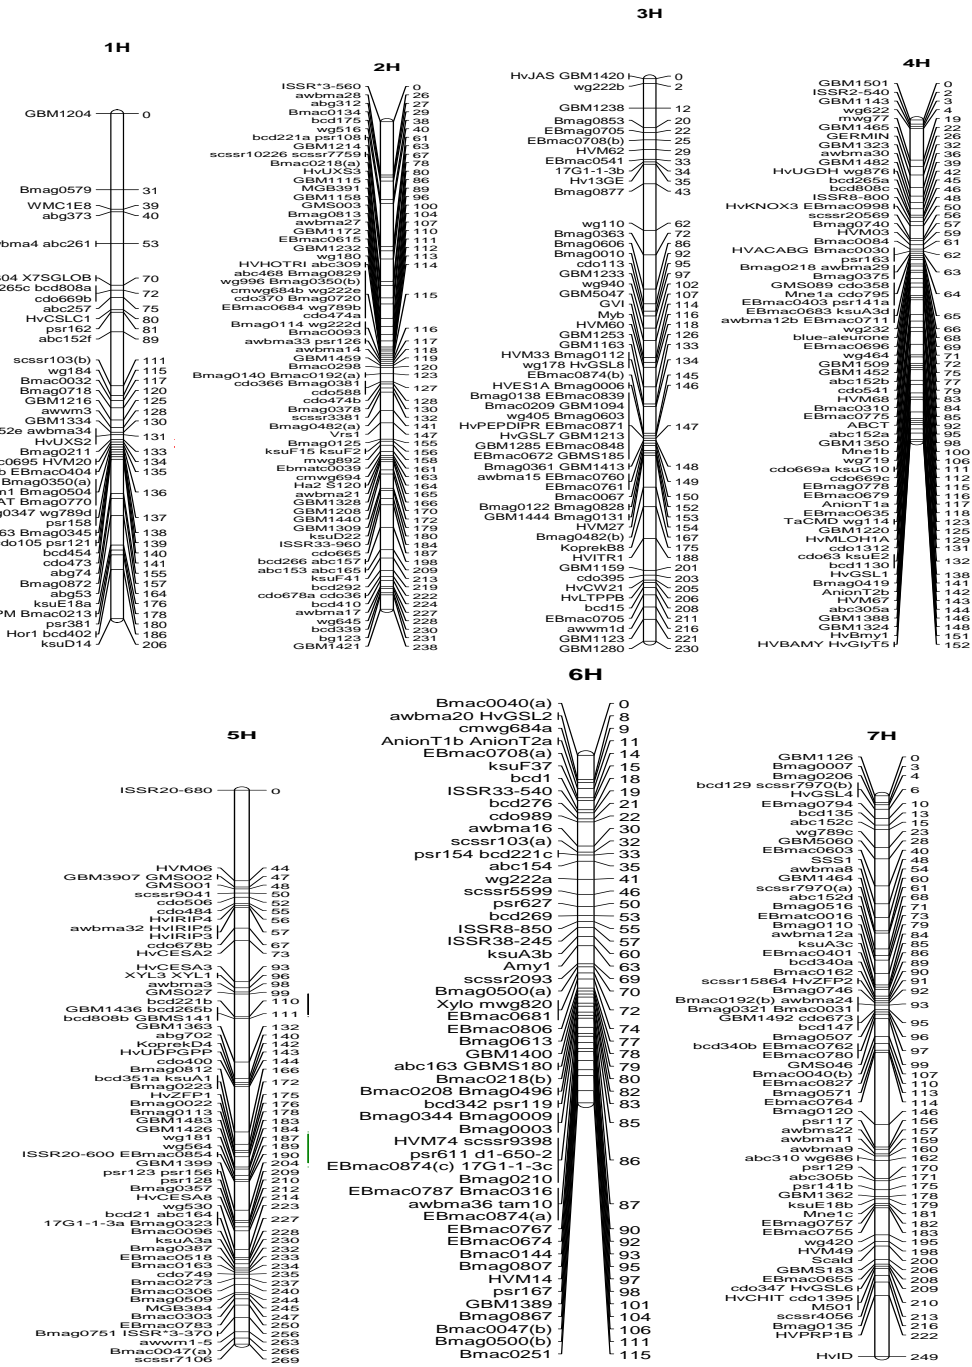 1H
GBM1204 0
Bmag0579 31
WMC1E8 39
abg373 40
abc261 53
X7SGLOB 70
bcd808a 72
cdo669b
abc257 75
HvCSLC1 80
psr162 81
abc152f 89
scssr103(b) 111
wg184 115
Bmac0032 117
Bmag0718 120
GBM1216 125
awwm3 128
GBM1334 130
awbma34 131
HvUXS2
Bmag0211 133
HVM20 134
EBmac0404 135
Bmag0350(a)
Bmag0504 136
Bmag0770
wg789d 137
psr158
Bmag0345 138
psr121 139
bcd454 140
cdo473 141
abg74 155
Bmag0872 157
abg53 164
ksuE18a 176
Bmac0213 178
psr381 180
Hor1 bcd402 186
ksuD14 206
2H
ISSR*3-560 0
awbma28 26
abg312 27
Bmac0134 29
bcd175 38
wg516 40
bcd221a psr108 61
GBM1214 63
scssr10226 scssr7759 67
Bmac0218(a) 78
HvUXS3 80
GBM1115 86
MGB391 89
GBM1158 96
GMS003 100
Bmag0813 104
awbma27 107
GBM1172 110
EBmac0615 111
GBM1232 112
wg180 113
HVHOTRI abc309 114
abc468 Bmag0829
wg996 Bmag0350(b)
cmwg684b wg222e 115
cdo370 Bmag0720
EBmac0684 wg789b
cdo474a
Bmag0114 wg222d 116
Bmac0093
awbma33 psr126 117
awbma14 118
GBM1459 119
Bmac0298 120
Bmag0140 Bmac0192(a) 123
cdo366 Bmag0381 127
cdo588
cdo474b 128
Bmag0378 130
scssr3381 132
Bmag0482(a) 141
Vrs1 147
Bmag0125 155
ksuF15 ksuF2 156
mwg892 158
Ebmatc0039 161
cmwg694 163
Ha2 S120 164
awbma21 165
GBM1328 166
GBM1208 170
GBM1440 172
GBM1309 179
ksuD22 180
ISSR33-960 184
cdo665 187
bcd266 abc157 198
abc153 abc165 209
ksuF41 213
bcd292 219
cdo678a cdo36 222
bcd410 224
awbma17 227
wg645 228
bcd339 230
bg123 231
GBM1421 238
3H
HvJAS GBM1420 0
wg222b 2
GBM1238 12
Bmag0853 20
EBmag0705 22
EBmac0708(b) 25
HVM62 29
EBmac0541 33
17G1-1-3b 34
Hv13GE 35
Bmag0877 43
wg110 62
Bmag0363 72
Bmag0606 86
Bmag0010 92
cdo113 95
GBM1233 97
wg940 102
GBM5047 107
GVI 114
Myb 116
HVM60 118
GBM1253 126
GBM1163 133
HVM33 Bmag0112 134
wg178 HvGSL8
EBmac0874(b) 145
HVES1A Bmag0006 146
Bmag0138 EBmac0839
Bmac0209 GBM1094
wg405 Bmag0603
HvPEPDIPR EBmac0871 147
HvGSL7 GBM1213
GBM1285 EBmac0848
EBmac0672 GBMS185
Bmag0361 GBM1413 148
awbma15 EBmac0760 149
EBmac0761
Bmac0067 150
Bmag0122 Bmag0828 152
GBM1444 Bmag0131 153
HVM27 154
Bmag0482(b) 167
KoprekB8 175
HVITR1 188
GBM1159 201
cdo395 203
HvCW21 205
HvLTPPB 206
bcd15 208
EBmac0705 211
awwm1d 216
GBM1123 221
GBM1280 230
4H
GBM1501 0
ISSR2-540 2
GBM1143 3
wg622 4
mwg77 19
GBM1465 22
GERMIN 26
GBM1323 32
awbma30 36
GBM1482 39
HvUGDH wg876 42
bcd265a 45
bcd808c 46
ISSR8-800 48
HvKNOX3 EBmac0998 50
scssr20569 56
Bmag0740 57
HVM03 59
Bmac0084 61
HVACABG Bmac0030 62
psr163
Bmag0218 awbma29 63
Bmag0375
GMS089 cdo358
Mne1a cdo795 64
EBmac0403 psr141a
EBmac0683 ksuA3d 65
awbma12b EBmac0711
wg232 66
blue-aleurone 68
EBmac0696 69
wg464 71
GBM1509 72
GBM1452 75
abc152b 77
cdo541 79
HVM68 83
Bmac0310 84
EBmac0775 85
ABCT 92
abc152a 95
GBM1350 98
Mne1b 100
wg719 106
cdo669a ksuG10 111
cdo669c 112
EBmag0778 115
EBmac0679 116
AnionT1a 117
EBmac0635 118
TaCMD wg114 123
GBM1220 125
HvMLOH1A 129
cdo1312 131
cdo63 ksuE2 132
bcd1130
HvGSL1 138
Bmag0419 141
AnionT2b 142
HVM67 143
abc305a 144
GBM1388 146
GBM1324 148
HvBmy1 151
HVBAMY HvGlyT5 152
5H
ISSR20-680 0
HVM06 44
GBM3907 GMS002 47
GMS001 48
scssr9041 50
cdo506 52
cdo484 55
HvIRIP4 56
awbma32 HvIRIP5 57
HvIRIP3
cdo678b 67
HvCESA2 73
HvCESA3 93
XYL3 XYL1 96
awbma3 98
GMS027 99
bcd221b 110
GBM1436 bcd265b 111
bcd808b GBMS141
GBM1363 132
abg702 140
KoprekD4 142
HvUDPGPP 143
cdo400 144
Bmag0812 166
bcd351a ksuA1 172
Bmag0223
HvZFP1 175
Bmag0022 176
Bmag0113 178
GBM1483 183
GBM1426 184
wg181 187
wg564 189
ISSR20-600 EBmac0854 190
GBM1399 204
psr123 psr156 209
psr128 210
Bmag0357 212
HvCESA8 214
wg530 223
bcd21 abc164 227
17G1-1-3a Bmag0323
Bmac0096 228
ksuA3a 230
Bmag0387 232
EBmac0518 233
Bmac0163 234
cdo749 235
Bmac0273 237
Bmac0306 240
Bmag0509 244
MGB384 245
Bmac0303 247
EBmac0783 250
Bmag0751 ISSR*3-370 256
awwm1-5 263
Bmac0047(a) 266
scssr7106 269
6H
Bmac0040(a) 0
awbma20 HvGSL2 8
cmwg684a 9
AnionT1b AnionT2a 11
EBmac0708(a) 14
ksuF37 15
bcd1 18
ISSR33-540 19
bcd276 21
cdo989 22
awbma16 30
scssr103(a) 32
psr154 bcd221c 33
abc154 35
wg222a 41
scssr5599 46
psr627 50
bcd269 53
ISSR8-850 55
ISSR38-245 57
ksuA3b 60
Amy1 63
scssr2093 69
Bmag0500(a) 70
Xylo mwg820 72
EBmac0681
EBmac0806 74
Bmag0613 77
GBM1400 78
abc163 GBMS180 79
Bmac0218(b) 80
Bmac0208 Bmag0496 82
bcd342 psr119 83
Bmag0344 Bmag0009 85
Bmag0003
HVM74 scssr9398
psr611 d1-650-2 86
EBmac0874(c) 17G1-1-3c
Bmag0210
EBmac0787 Bmac0316
awbma36 tam10 87
EBmac0874(a)
EBmac0767 90
EBmac0674 92
Bmac0144 93
Bmag0807 95
HVM14 97
psr167 98
GBM1389 101
Bmag0867 104
Bmac0047(b) 106
Bmag0500(b) 111
Bmac0251 115
7H
GBM1126 0
Bmag0007 3
Bmag0206 4
bcd129 scssr7970(b) 6
HvGSL4
EBmag0794 10
bcd135 13
abc152c 15
wg789c 23
GBM5060 28
EBmac0603 40
SSS1 48
awbma8 54
GBM1464 60
scssr7970(a) 61
abc152d 68
Bmag0516 71
EBmatc0016 73
Bmag0110 79
awbma12a 84
ksuA3c 85
EBmac0401 86
bcd340a 89
Bmac0162 90
scssr15864 HvZFP2 91
Bmag0746 92
Bmac0192(b) awbma24 93
Bmag0321 Bmac0031
GBM1492 cdo673 95
bcd147
Bmag0507 96
bcd340b EBmac0762 97
EBmac0780
GMS046 99
Bmac0040(b) 107
EBmac0827 110
Bmag0571 113
Ebmac0764 114
Bmag0120 146
psr117 156
awbms22 157
awbma11 159
awbma9 160
abc310 wg686 162
psr129 170
abc305b 171
psr141b 175
GBM1362 178
ksuE18b 179
Mne1c 181
EBmag0757 182
EBmac0755 183
wg420 195
HVM49 198
Scald 200
GBMS183 206
EBmac0655 208
cdo347 HvGSL6 209
HvCHIT cdo1395 210
M501
scssr4056 213
Bmag0135 216
HVPRP1B 222
HvID 249